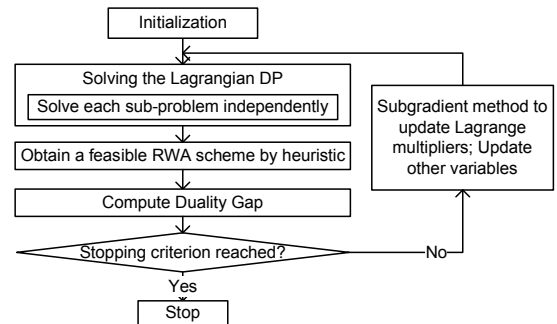 Initialization
Solving the Lagrangian DP
Solve each sub-problem independently
Obtain a feasible RWA scheme by heuristic
Compute Duality Gap
Stopping criterion reached?
No
Yes
Stop
Subgradient method to
update Lagrange
multipliers; Update
other variables